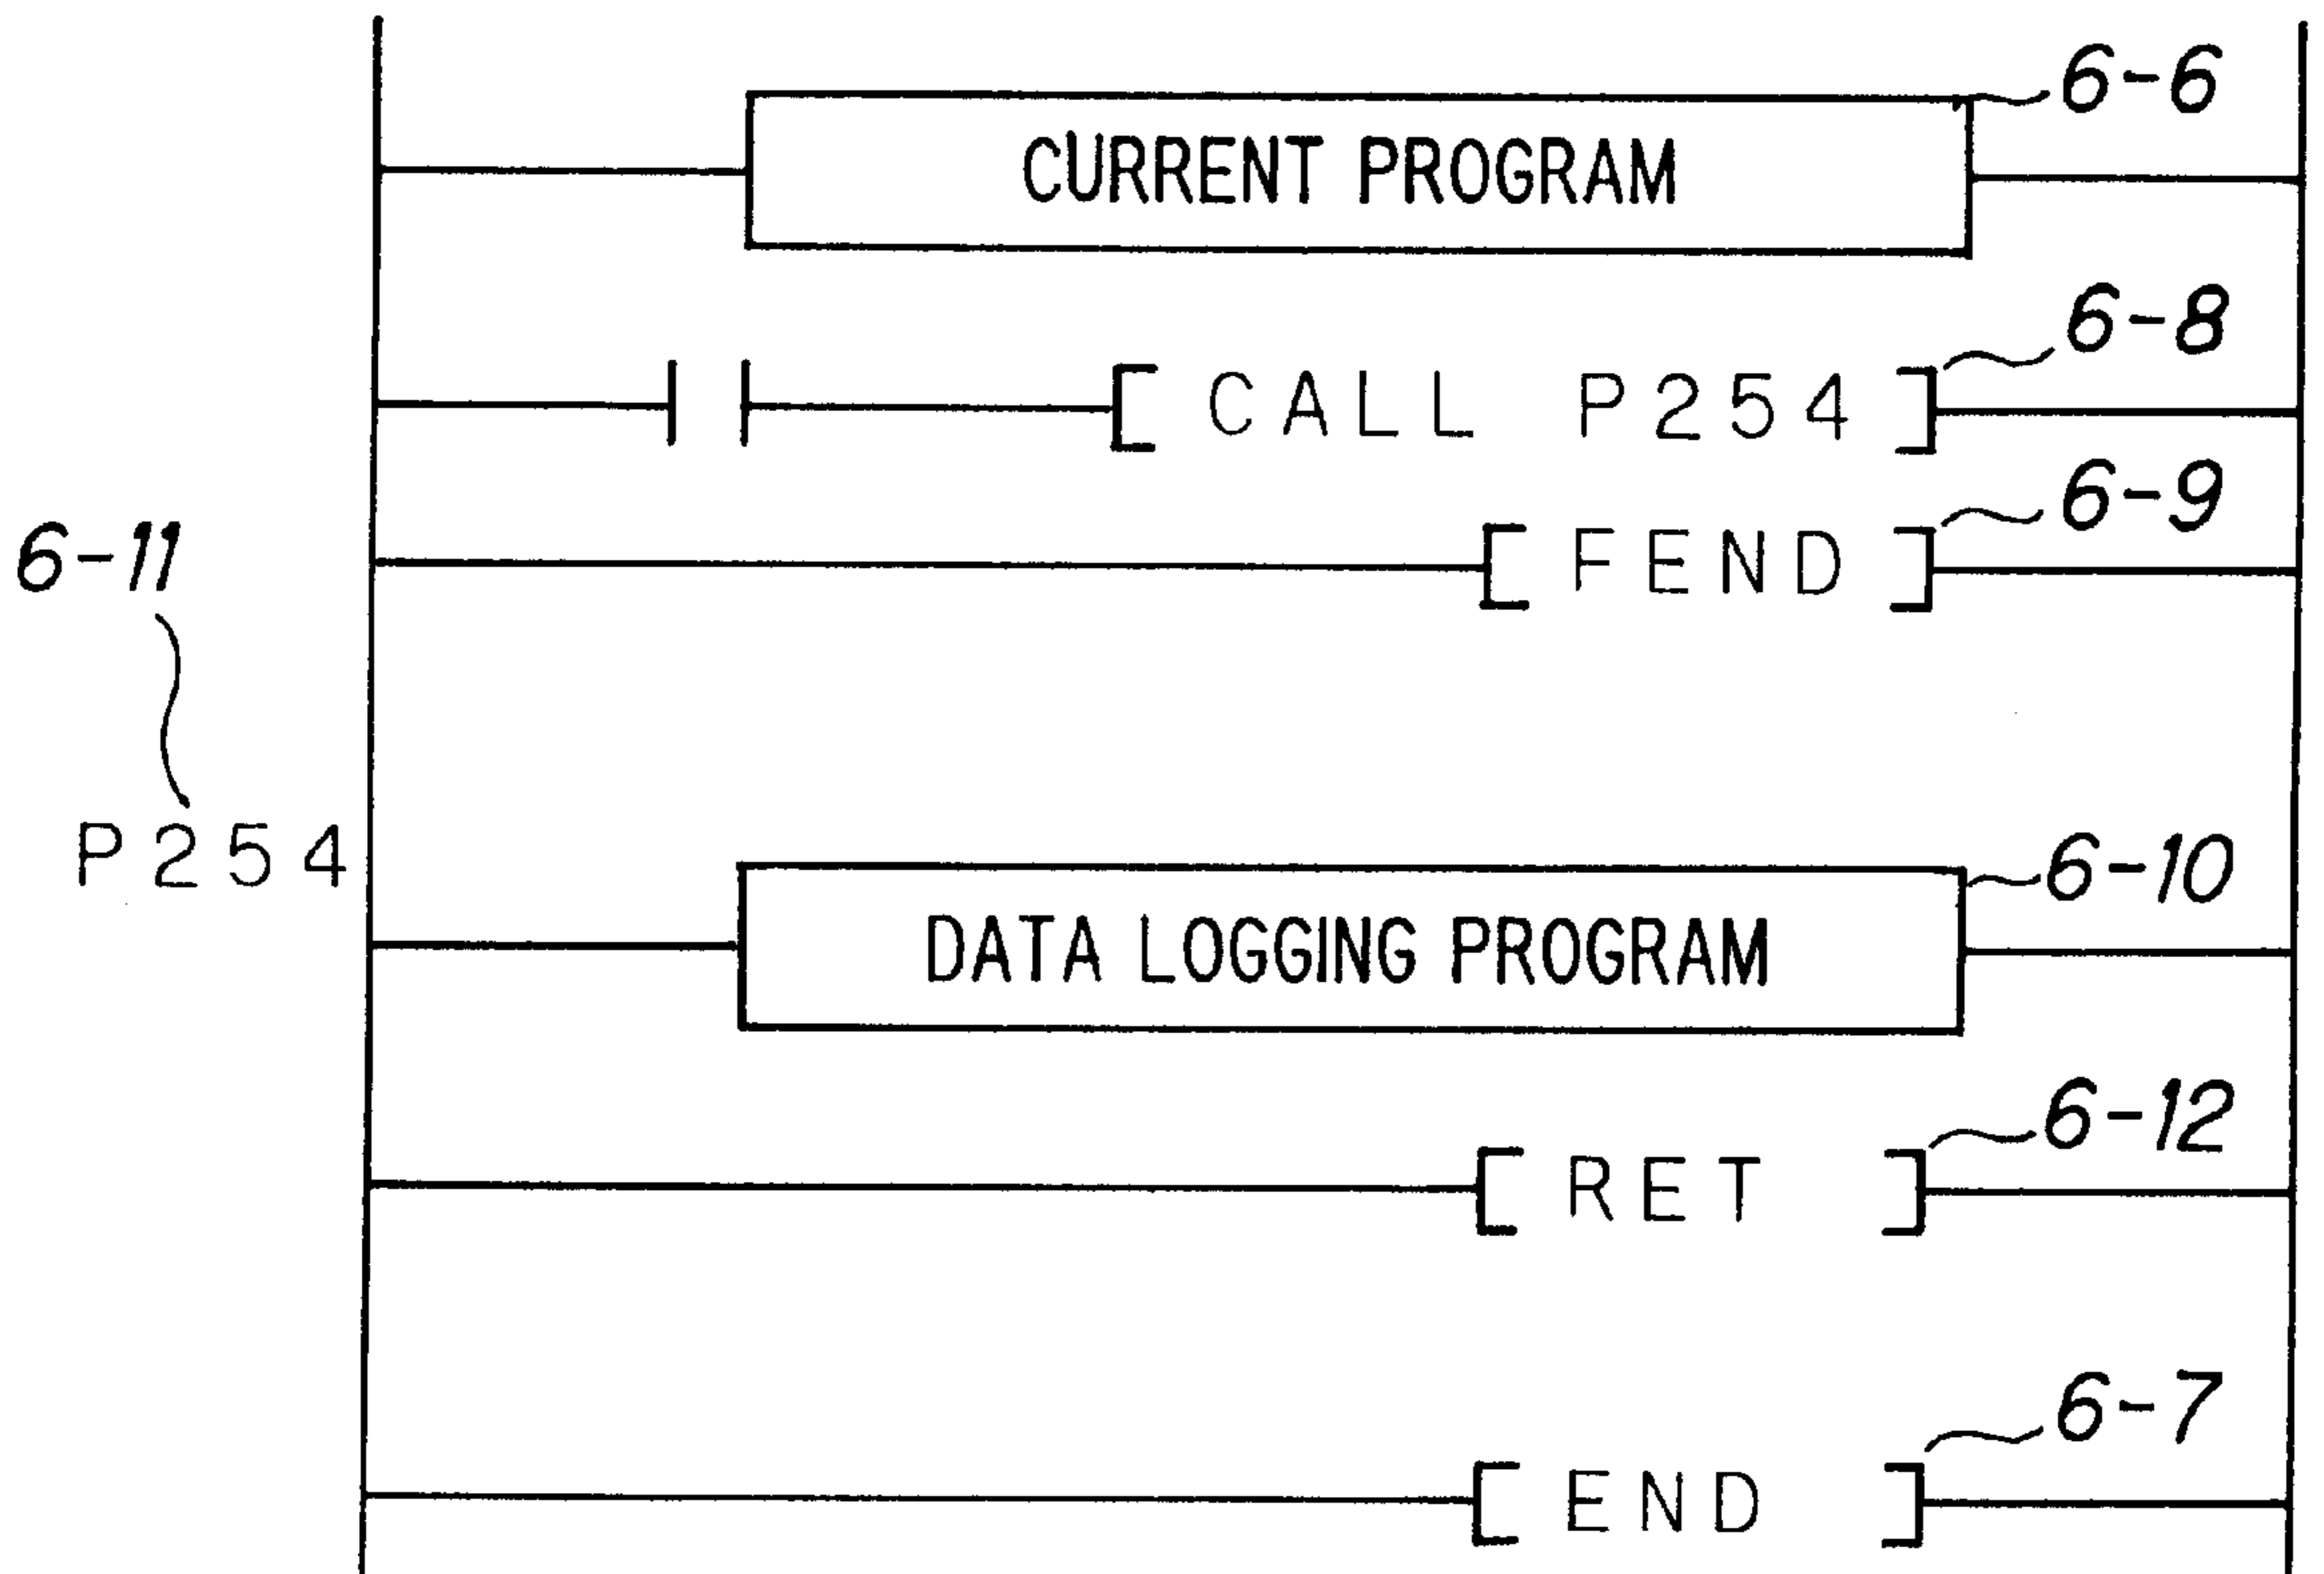 6-6
CURRENT PROGRAM
6-8
CALL P254
6-9
FEND
6-11
P254
6-10
DATA LOGGING PROGRAM
6-12
RET
6-7
END